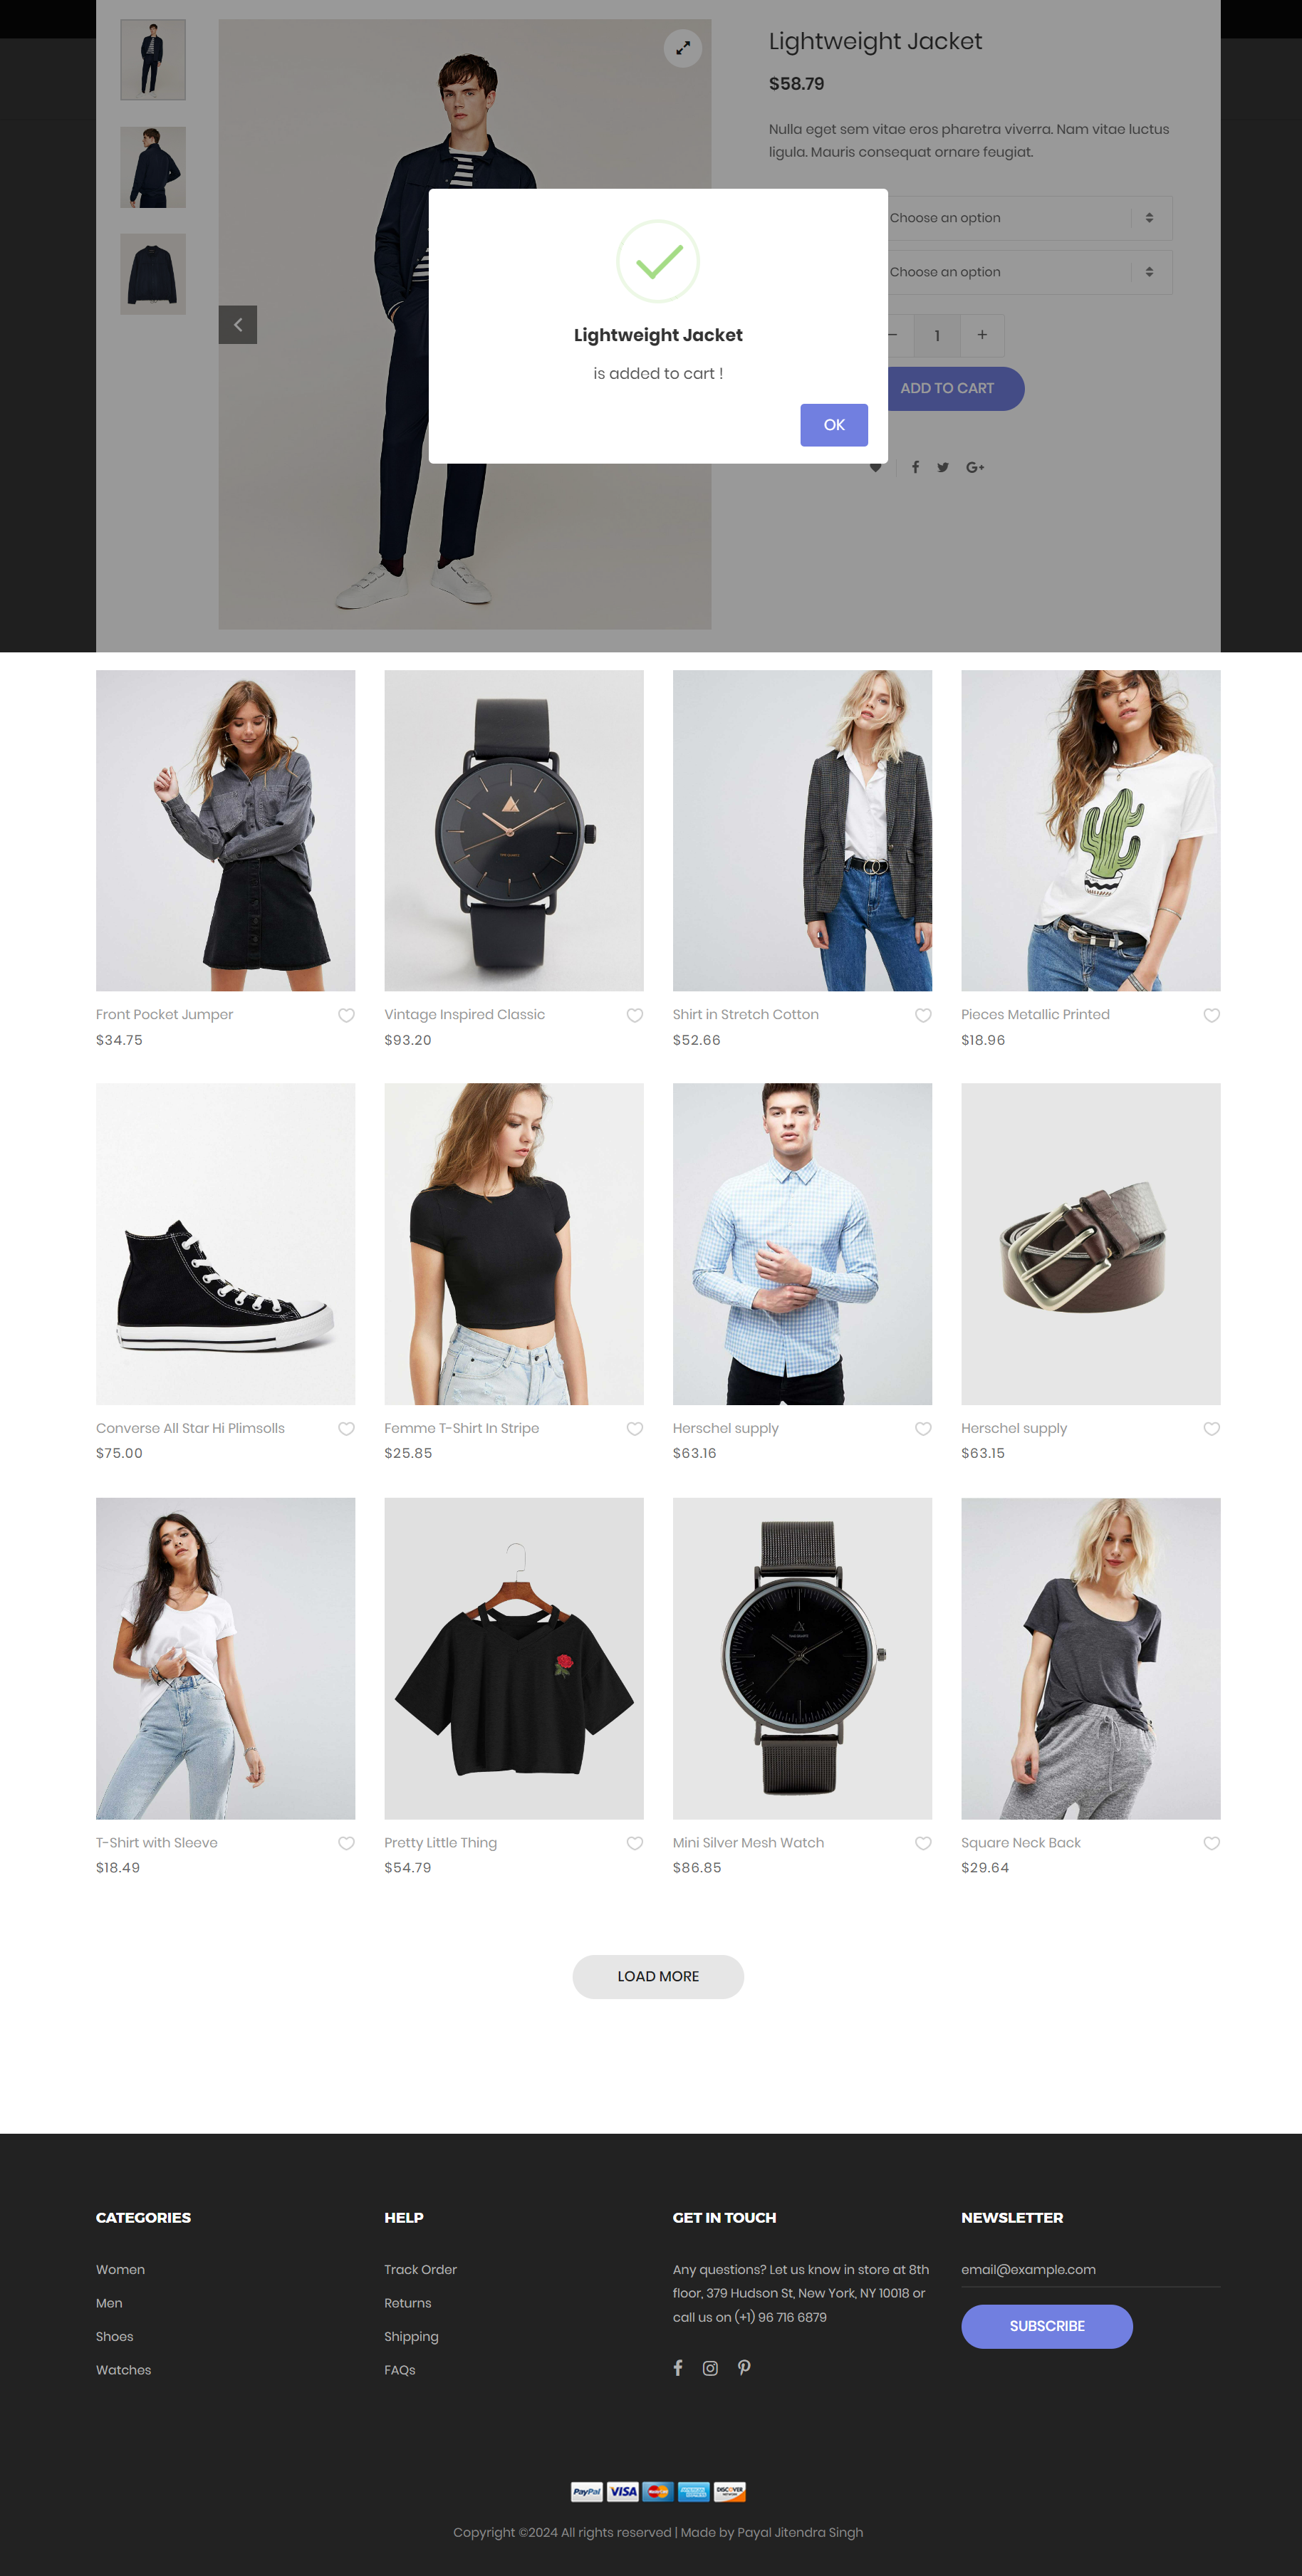 Lightweight Jacket
$58.79
Nulla eget sem vitae eros pharetra viverra. Nam vitae luctus
ligula. Mauris consequat ornare feugiat.
Choose an option
Choose an option
1
ADD TO CART
Lightweight Jacket
is added to cart !
OK
Front Pocket Jumper
$34.75
Vintage Inspired Classic
$93.20
Shirt in Stretch Cotton
$52.66
Pieces Metallic Printed
$18.96
Converse All Star Hi Plimsolls
$75.00
Femme T-Shirt In Stripe
$25.85
Herschel supply
$63.16
Herschel supply
$63.15
T-Shirt with Sleeve
$18.49
Pretty Little Thing
$54.79
Mini Silver Mesh Watch
$86.85
Square Neck Back
$29.64
LOAD MORE
CATEGORIES
Women
Men
Shoes
Watches
HELP
Track Order
Returns
Shipping
FAQs
GET IN TOUCH
Any questions? Let us know in store at 8th
floor, 379 Hudson St, New York, NY 10018 or
call us on (+1) 96 716 6879
NEWSLETTER
email@example.com
SUBSCRIBE
PayPal
VISA
DISCOVER
Copyright ©2024 All rights reserved | Made by Payal Jitendra Singh